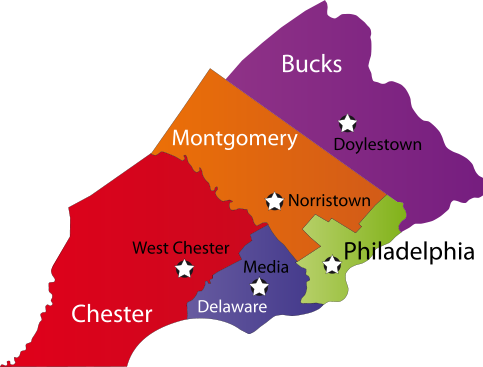 Bucks
Montgomery
Doylestown
Norristown
West Chester
Philadelphia
Media
Delaware
Chester